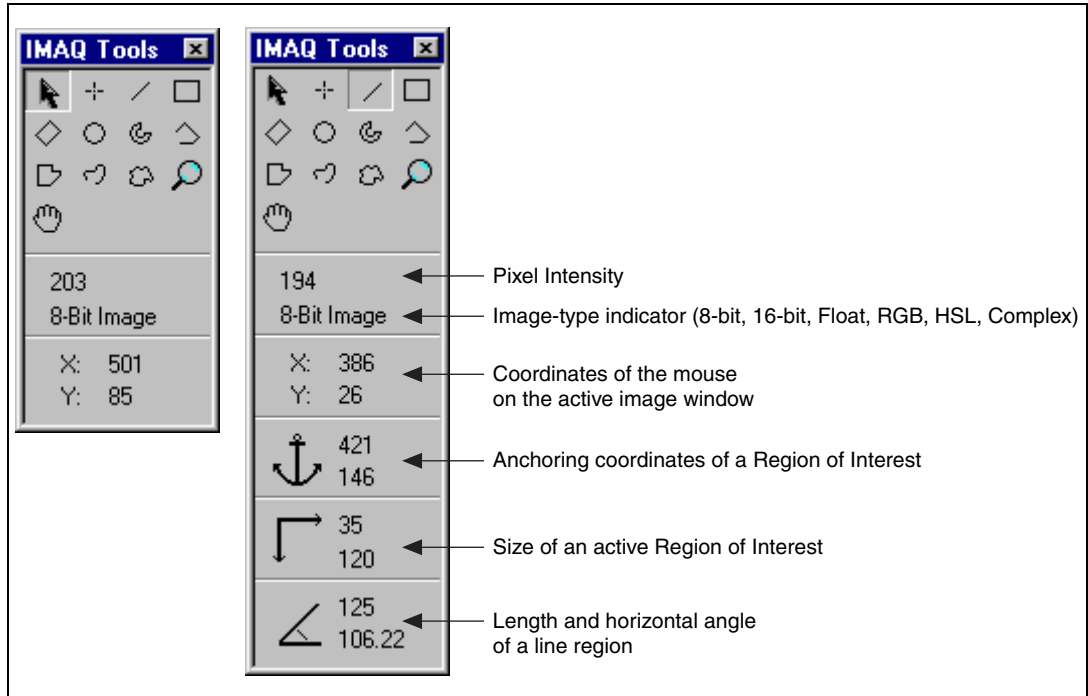 IMAQ Tools
203
8-Bit Image
X: 501
Y: 85
IMAQ Tools
194
8-Bit Image
X: 386
Y: 26
421
146
35
120
125
106.22
Pixel Intensity
Image-type indicator (8-bit, 16-bit, Float, RGB, HSL, Complex)
Coordinates of the mouse
on the active image window
Anchoring coordinates of a Region of Interest
Size of an active Region of Interest
Length and horizontal angle
of a line region